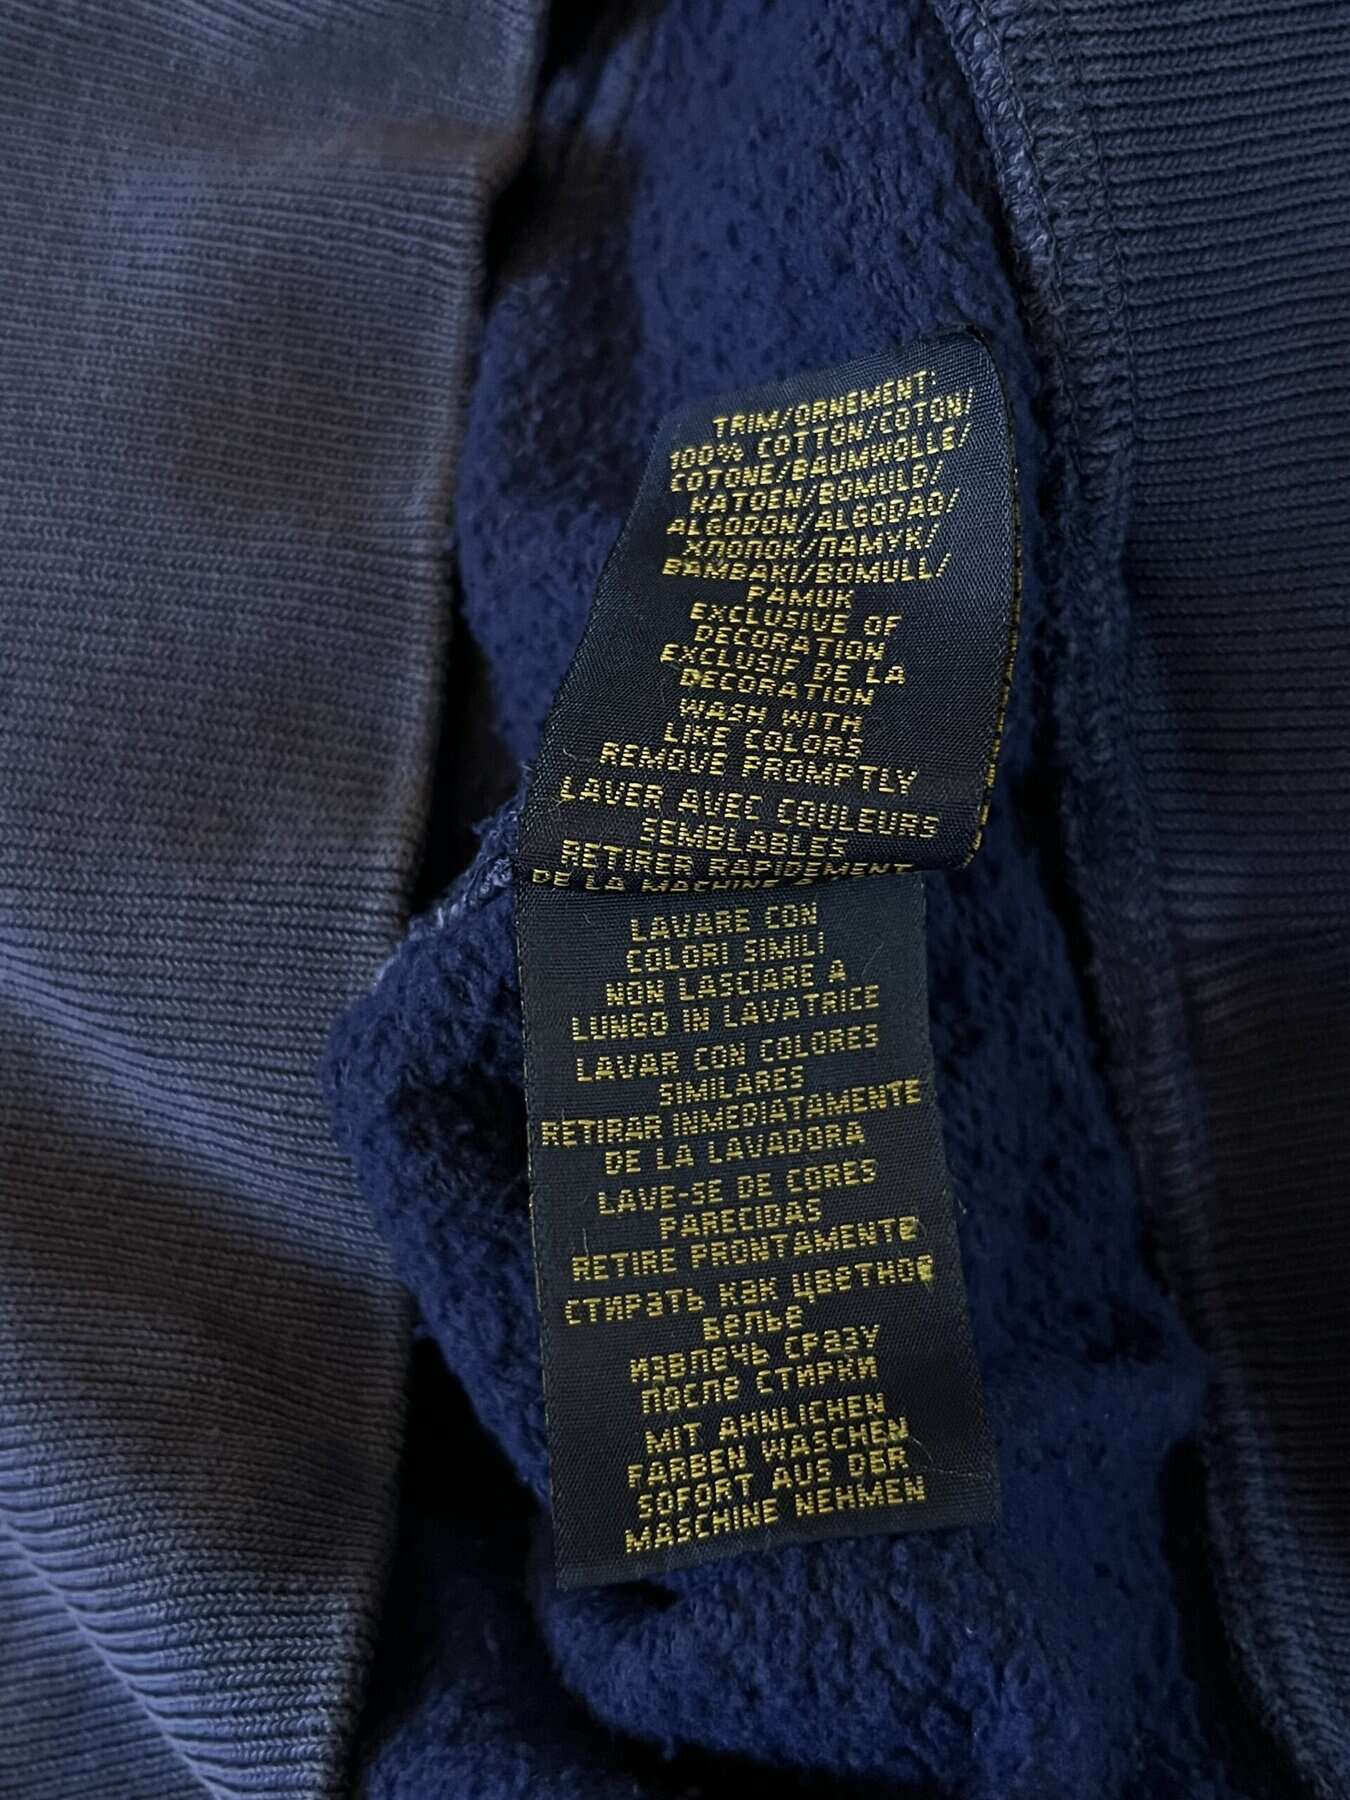 TRIM/ORNEMENT:
100% COTTON/COTON/
COTONE/BAUMWOLLE/
KATOEN/BOMULD/
ALGODON/ALGODAO/
ХЛОПОК/ПАМУК/
BAMBAKI/BOMULL/
PAMUK
EXCLUSIVE OF
DECORATION
EXCLUSIF DE LA
DECORATION
WASH WITH
LIKE COLORS
REMOVE PROMPTLY
LAVER AVEC COULEURS
SEMBLABLES
RETIRER RAPIDEMENT
DE LA MACHINE
LAVARE CON
COLORI SIMILI
NON LASCIARE A
LUNGO IN LAVATRICE
LAVAR CON COLORES
SIMILARES
RETIRAR INMEDIATAMENTE
DE LA LAVADORA
LAVE-SE DE CORES
PARECIDAS
RETIRE PRONTAMENTE
СТИРАТЬ КАК ЦВЕТНОЕ
БЕЛЬЕ
ИЗВЛЕЧЬ СРАЗУ
ПОСЛЕ СТИРКИ
MIT AHNLICHEN
FARBEN WASCHEN
SOFORT AUS DER
MASCHINE NEHMEN